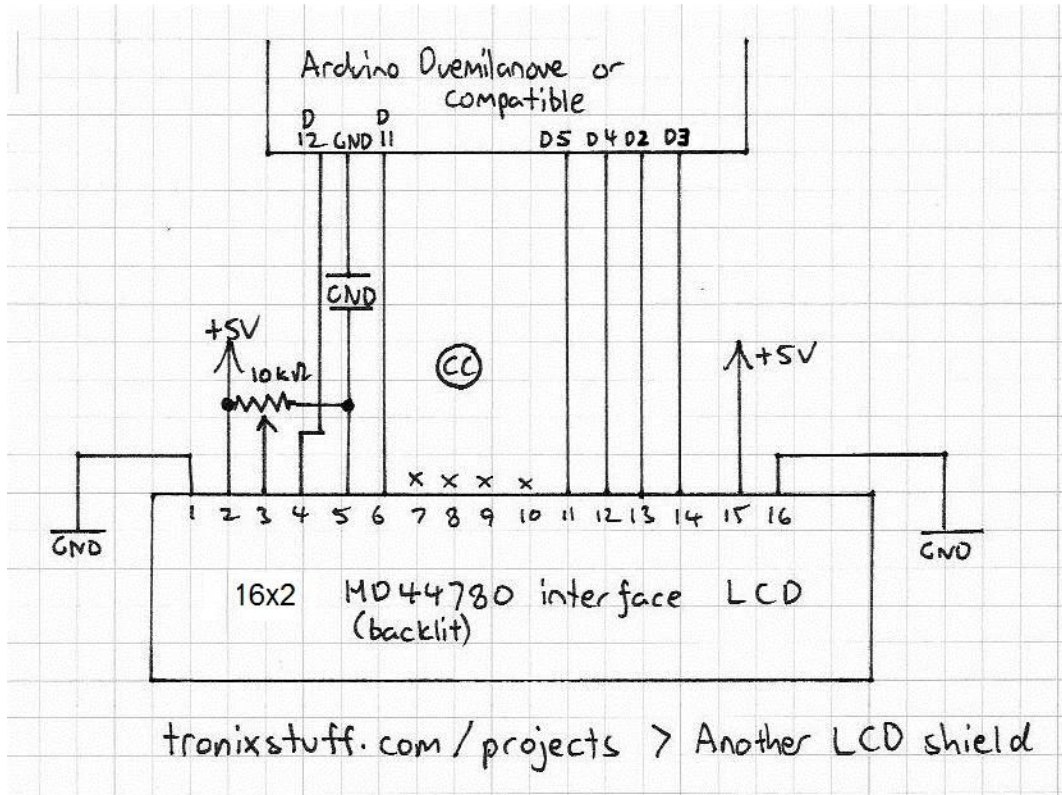 Arduino Duemilanove or
compatible
D D
12 GND 11 D5 D4 D2 D3
GND
+5V
10kΩ
CC
+5V
x x x x
1 2 3 4 5 6 7 8 9 10 11 12 13 14 15 16
GND
GND
16x2 HD44780 interface LCD
(backlit)
tronixstuff.com/projects > Another LCD shield